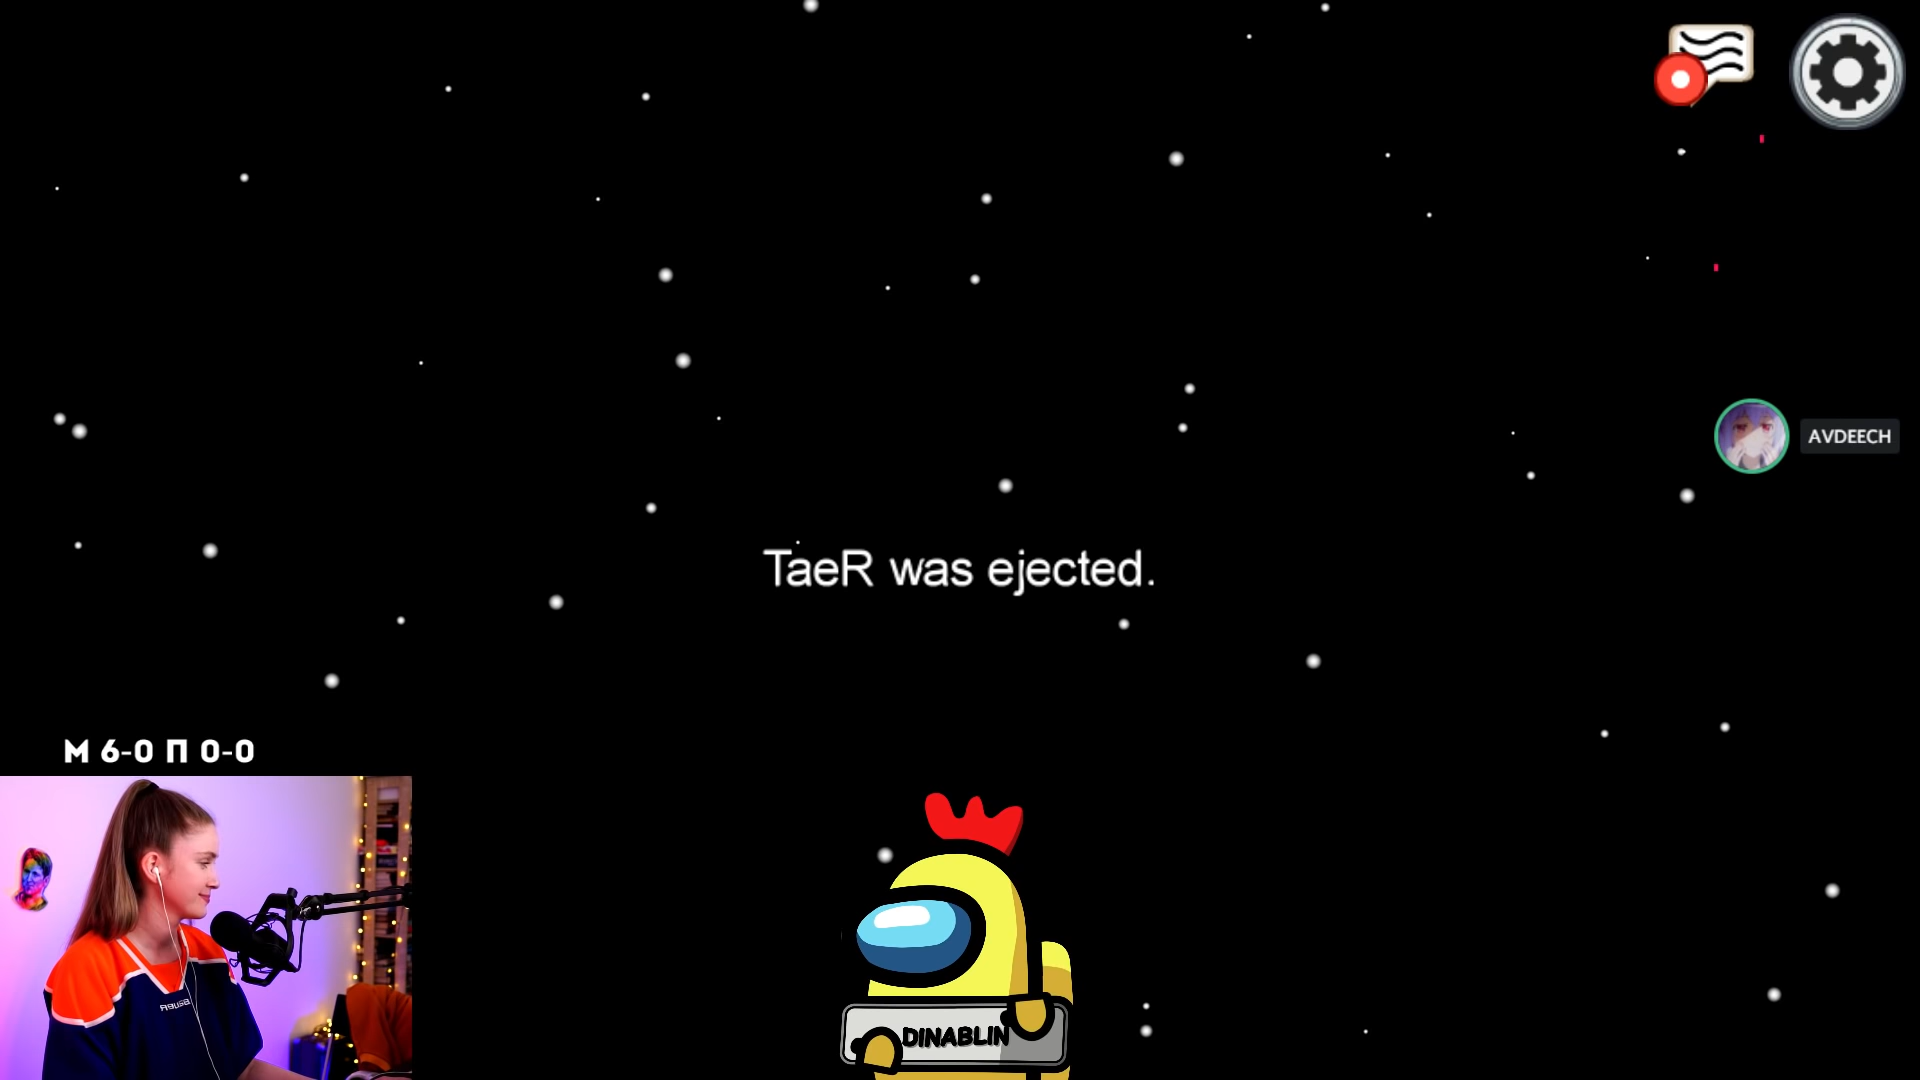 AVDEECH
TaeR was ejected.
М 6-0 П 0-0
DINABLIN